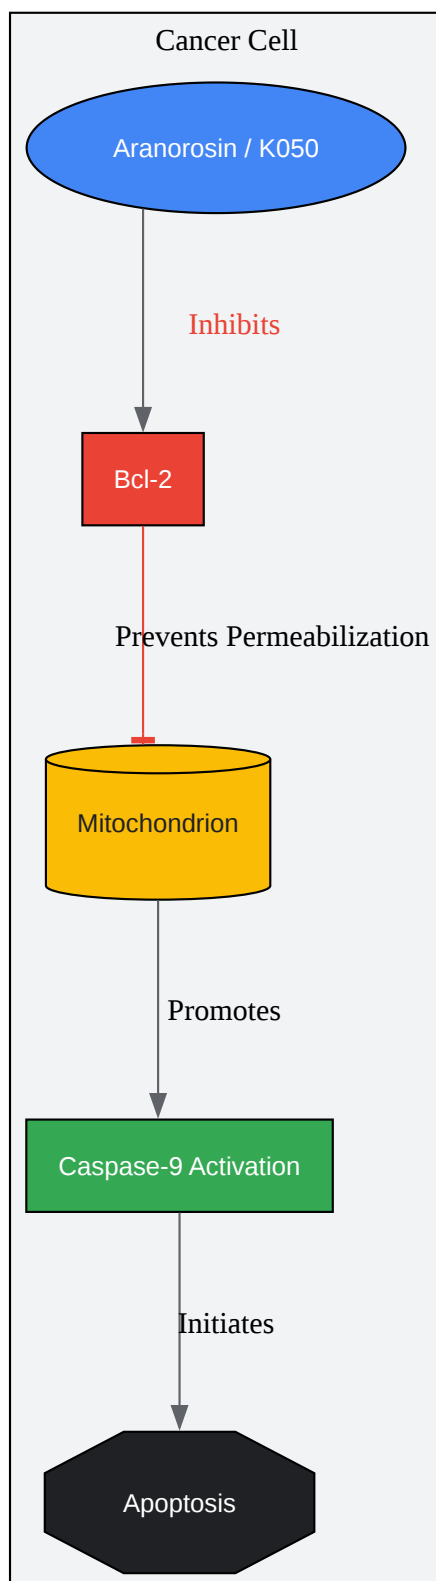 Cancer Cell
Aranorosin / K050
Inhibits
Bcl-2
Prevents Permeabilization
Mitochondrion
Promotes
Caspase-9 Activation
Initiates
Apoptosis